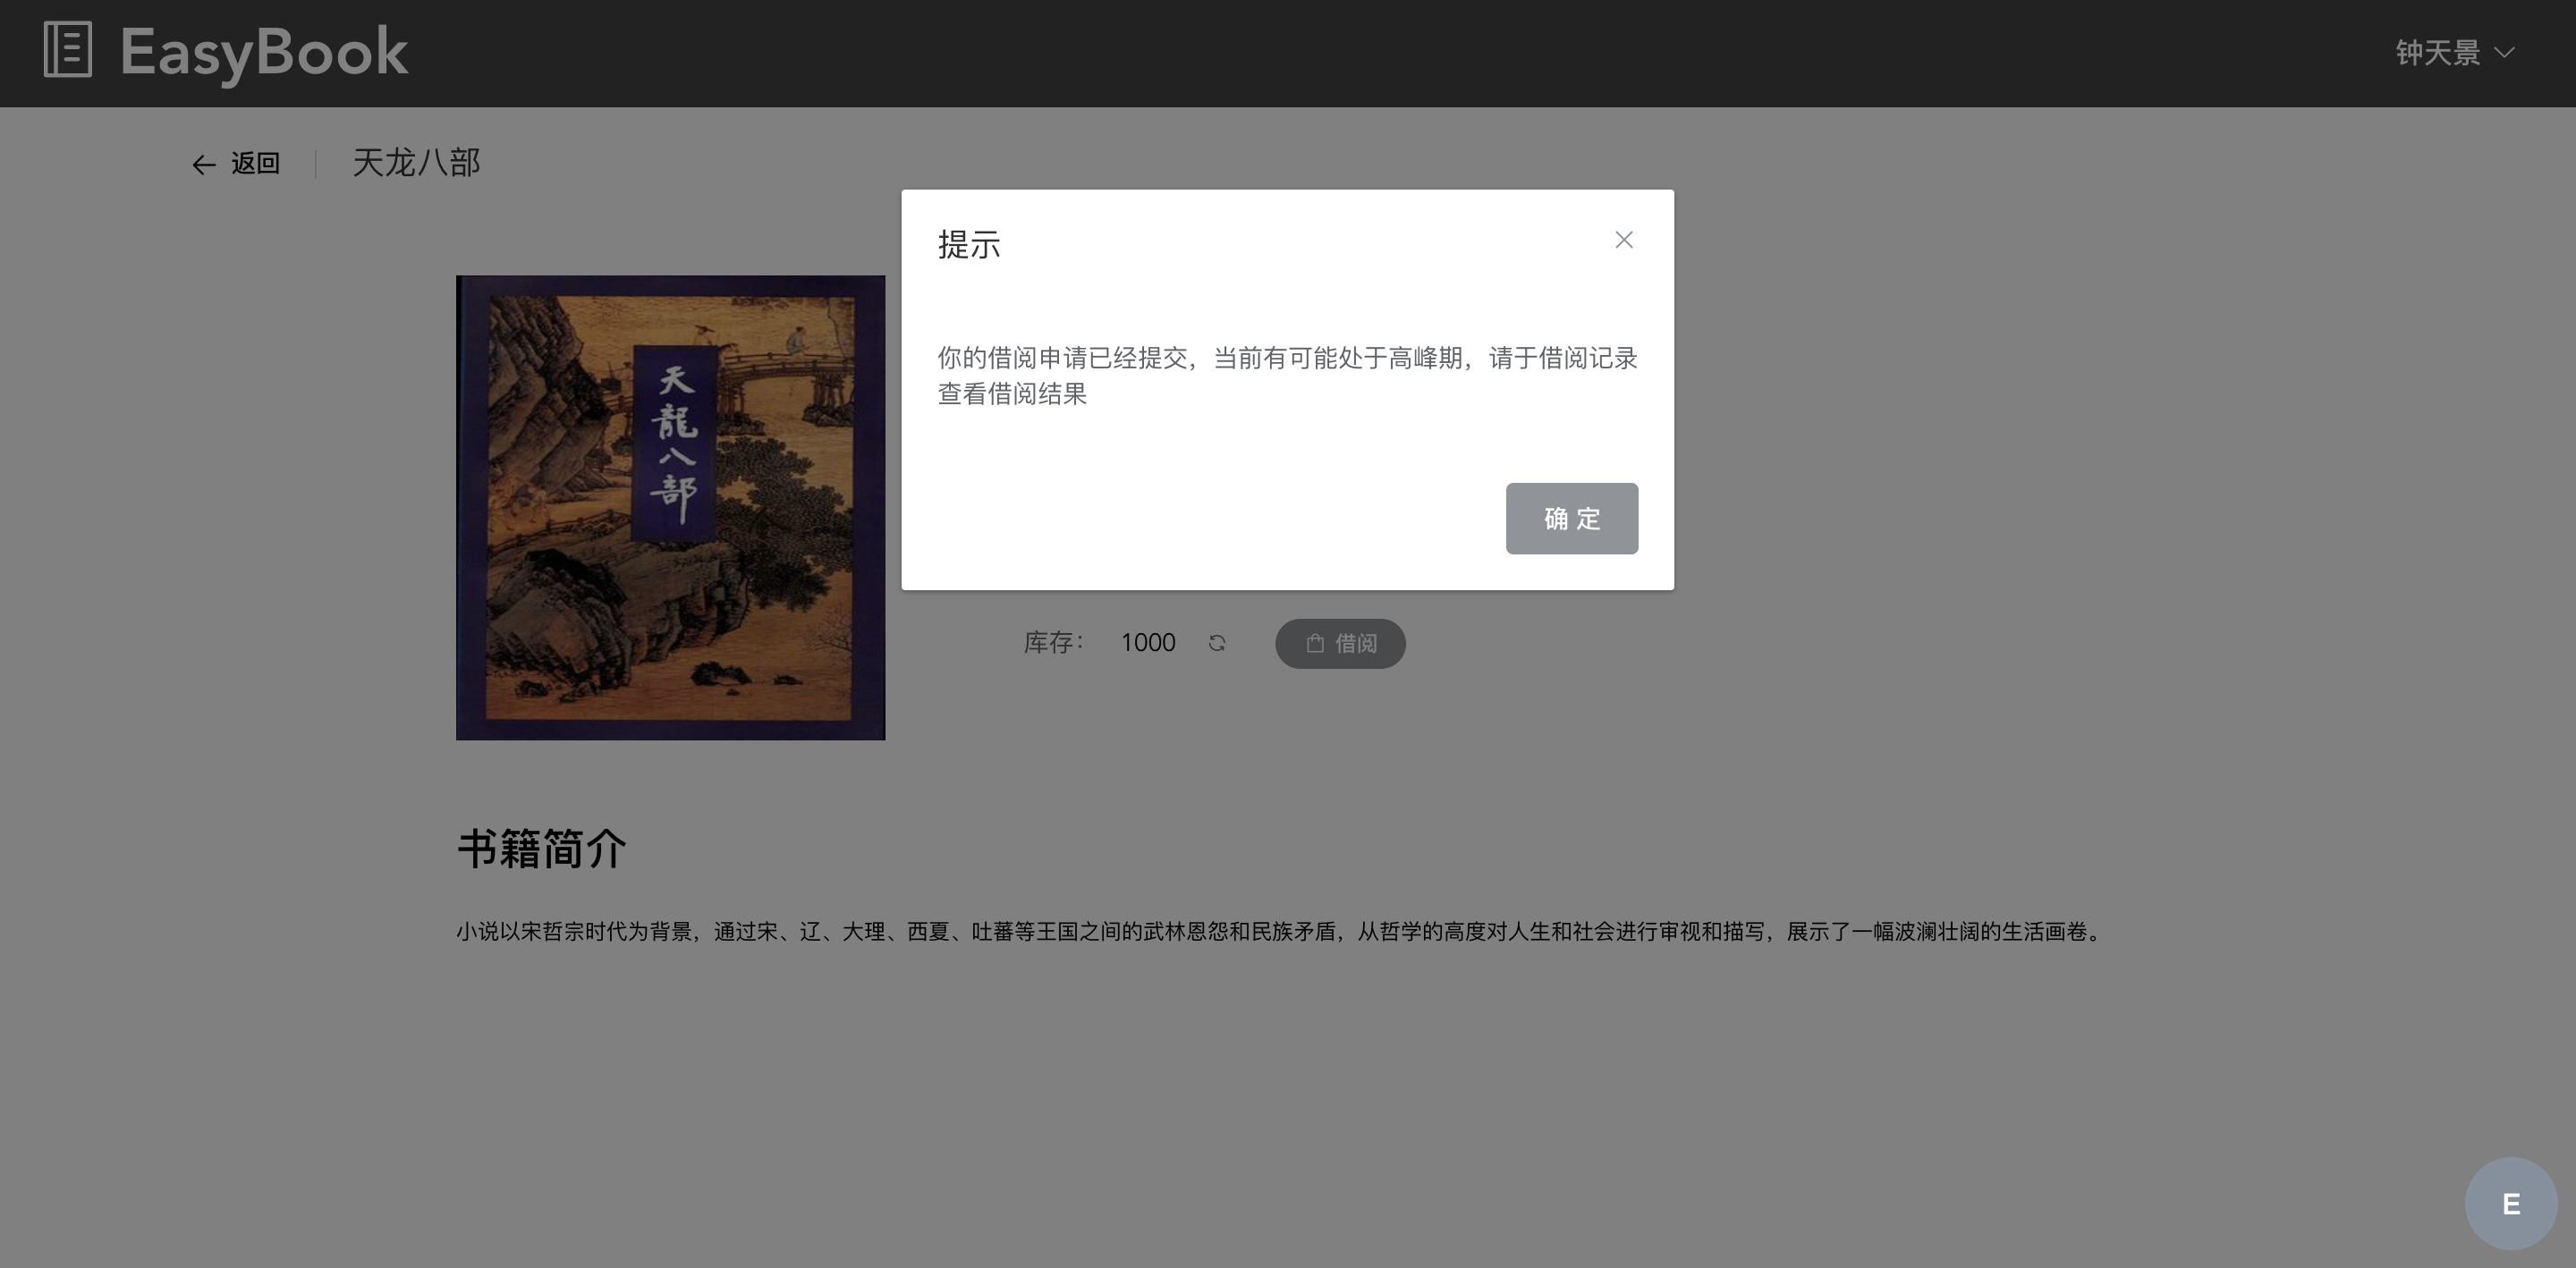 EasyBook
钟天景
返回
天龙八部
提示
你的借阅申请已经提交，当前有可能处于高峰期，请于借阅记录
查看借阅结果
确 定
天
龍
八
部
库存：
1000
借阅
书籍简介
小说以宋哲宗时代为背景，通过宋、辽、大理、西夏、吐蕃等王国之间的武林恩怨和民族矛盾，从哲学的高度对人生和社会进行审视和描写，展示了一幅波澜壮阔的生活画卷。
E